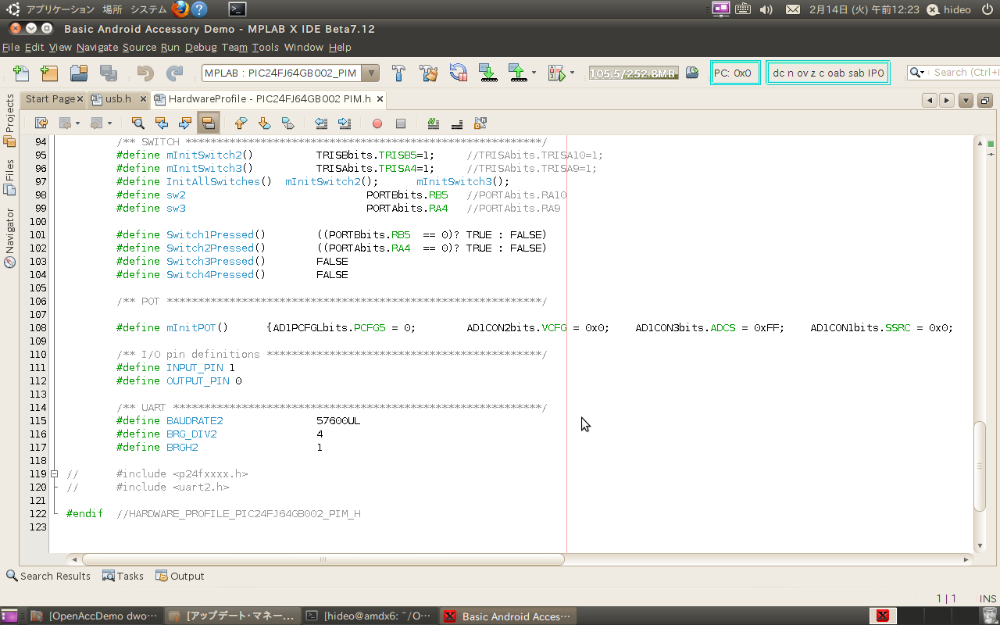 アプリケーション 場所 システム 2月14日 (火) 午前12:23 hideo
Basic Android Accessory Demo - MPLAB X IDE Beta7.12
File Edit View Navigate Source Run Debug Team Tools Window Help
MPLAB : PIC24FJ64GB002_PIM 105.5/252.8MB PC: 0x0 dc n ov z c oab sab IP0 Search (Ctrl+I
Start Page usb.h HardwareProfile - PIC24FJ64GB002 PIM.h
Projects
Files
Navigator
94 /** SWITCH *********************************************************/
95 #define mInitSwitch2() TRISBbits.TRISB5=1; //TRISAbits.TRISA10=1;
96 #define mInitSwitch3() TRISAbits.TRISA4=1; //TRISAbits.TRISA9=1;
97 #define InitAllSwitches() mInitSwitch2(); mInitSwitch3();
98 #define sw2 PORTBbits.RB5 //PORTAbits.RA10
99 #define sw3 PORTAbits.RA4 //PORTAbits.RA9
100
101 #define Switch1Pressed() ((PORTBbits.RB5 == 0)? TRUE : FALSE)
102 #define Switch2Pressed() ((PORTAbits.RA4 == 0)? TRUE : FALSE)
103 #define Switch3Pressed() FALSE
104 #define Switch4Pressed() FALSE
105
106 /** POT ************************************************************/
107
108 #define mInitPOT() {AD1PCFGLbits.PCFG5 = 0; AD1CON2bits.VCFG = 0x0; AD1CON3bits.ADCS = 0xFF; AD1CON1bits.SSRC = 0x0;
109
110 /** I/O pin definitions ********************************************/
111 #define INPUT_PIN 1
112 #define OUTPUT_PIN 0
113
114 /** UART ***********************************************************/
115 #define BAUDRATE2 57600UL
116 #define BRG_DIV2 4
117 #define BRGH2 1
118
119 // #include <p24fxxxx.h>
120 // #include <uart2.h>
121
122 #endif //HARDWARE_PROFILE_PIC24FJ64GB002_PIM_H
123
Search Results Tasks Output
1 | 1 INS
[OpenAccDemo dwo... [アップデート・マネー... [hideo@amdx6: ~/O... Basic Android Acces...